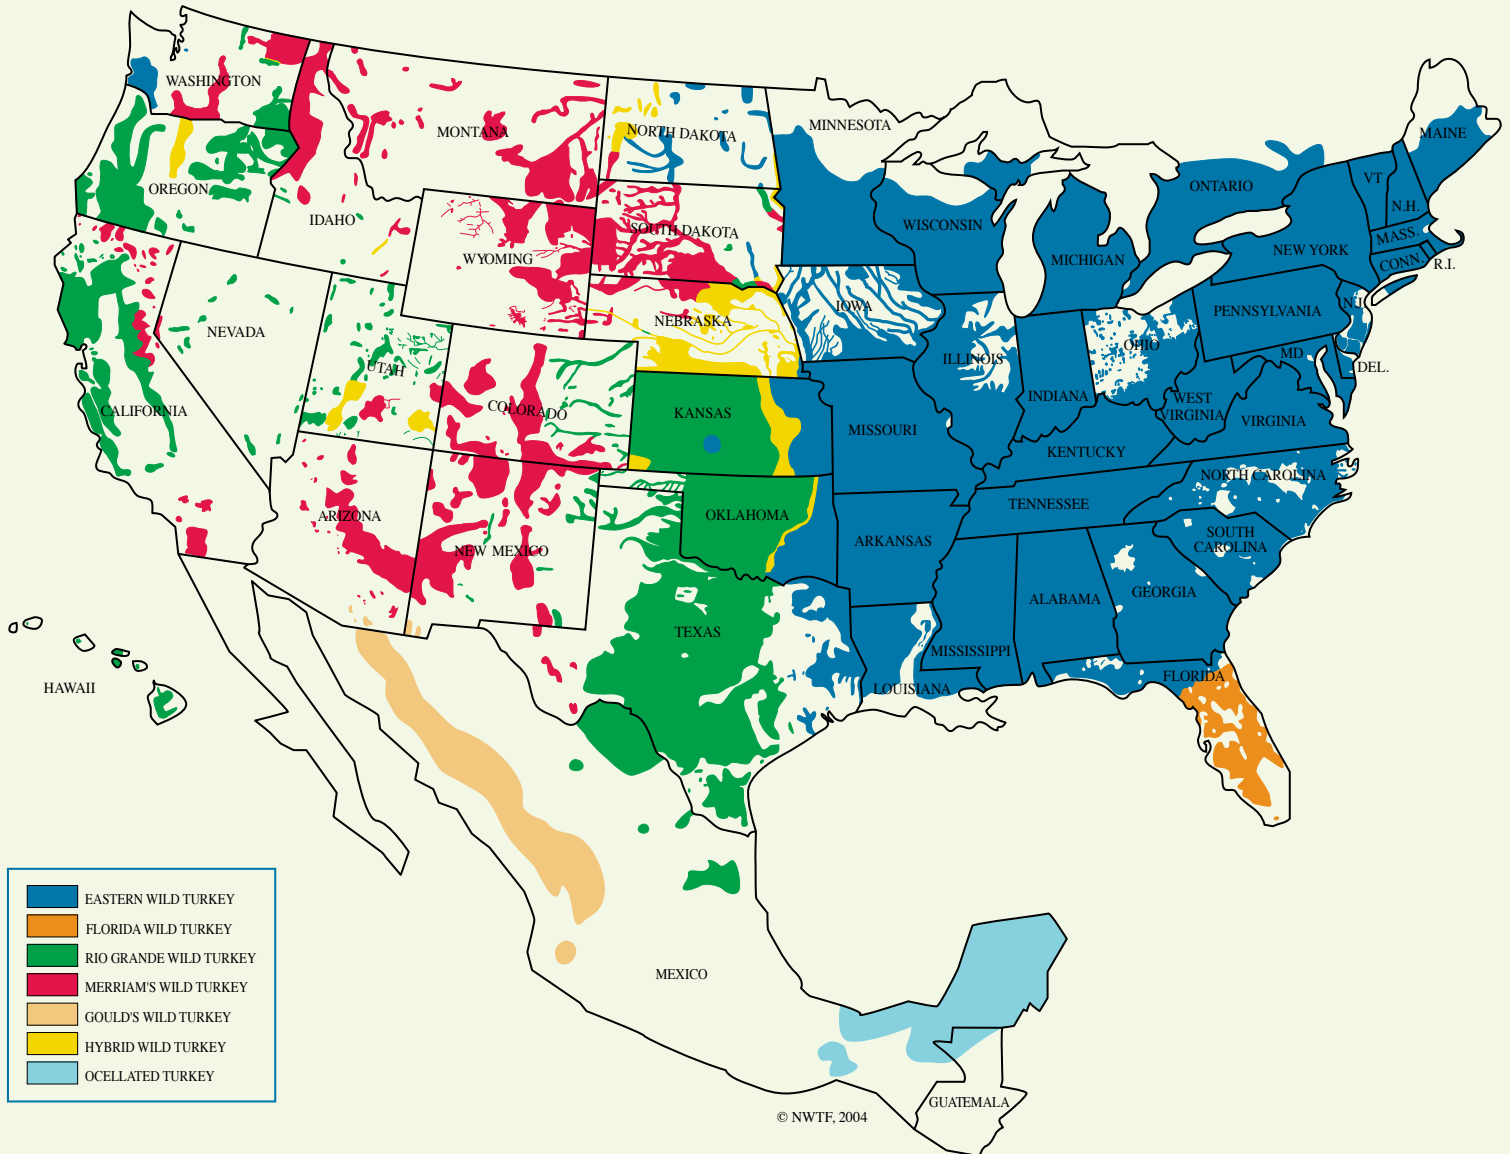 WASHINGTON
MONTANA
NORTH DAKOTA
MINNESOTA
MAINE
OREGON
IDAHO
SOUTH DAKOTA
WISCONSIN
ONTARIO
VT
N.H.
MASS.
WYOMING
MICHIGAN
NEW YORK
CONN.
R.I.
NEVADA
NEBRASKA
IOWA
PENNSYLVANIA
N.J.
UTAH
ILLINOIS
OHIO
MD
DEL.
CALIFORNIA
COLORADO
KANSAS
MISSOURI
INDIANA
WEST
VIRGINIA
VIRGINIA
KENTUCKY
NORTH CAROLINA
ARIZONA
NEW MEXICO
OKLAHOMA
ARKANSAS
TENNESSEE
SOUTH
CAROLINA
TEXAS
ALABAMA
GEORGIA
MISSISSIPPI
LOUISIANA
FLORIDA
HAWAII
MEXICO
GUATEMALA
EASTERN WILD TURKEY
FLORIDA WILD TURKEY
RIO GRANDE WILD TURKEY
MERRIAM'S WILD TURKEY
GOULD'S WILD TURKEY
HYBRID WILD TURKEY
OCELLATED TURKEY
© NWTF, 2004